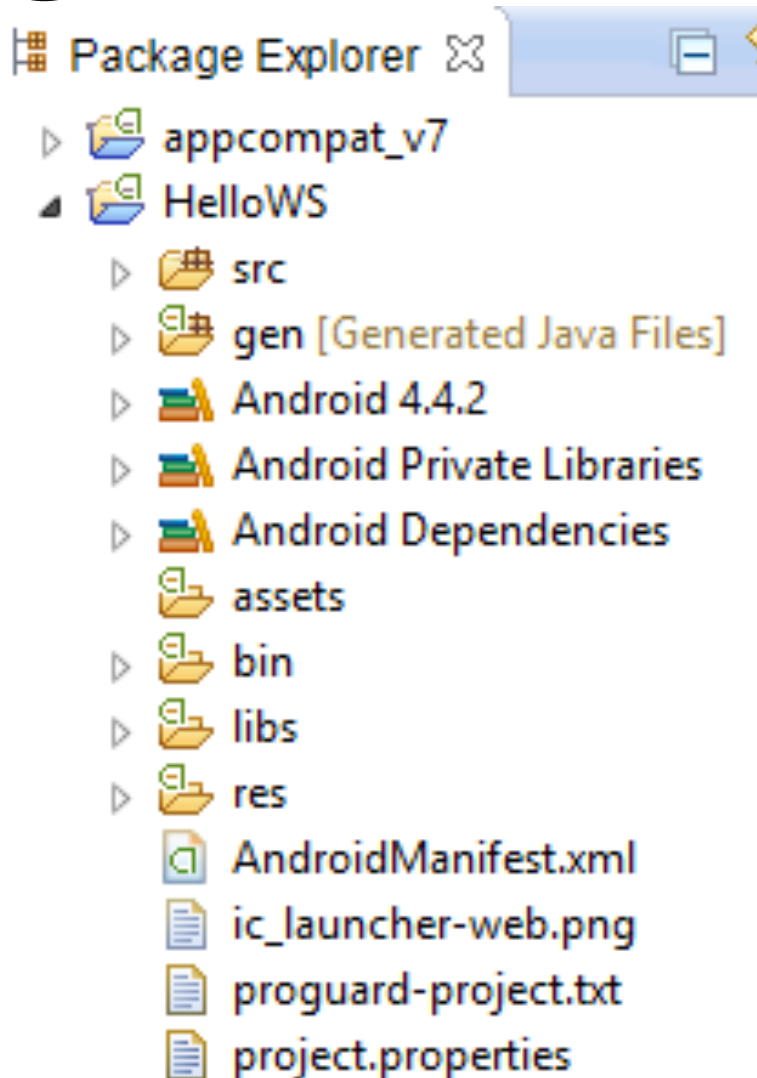 Package Explorer
appcompat_v7
HelloWS
src
gen [Generated Java Files]
Android 4.4.2
Android Private Libraries
Android Dependencies
assets
bin
libs
res
AndroidManifest.xml
ic_launcher-web.png
proguard-project.txt
project.properties